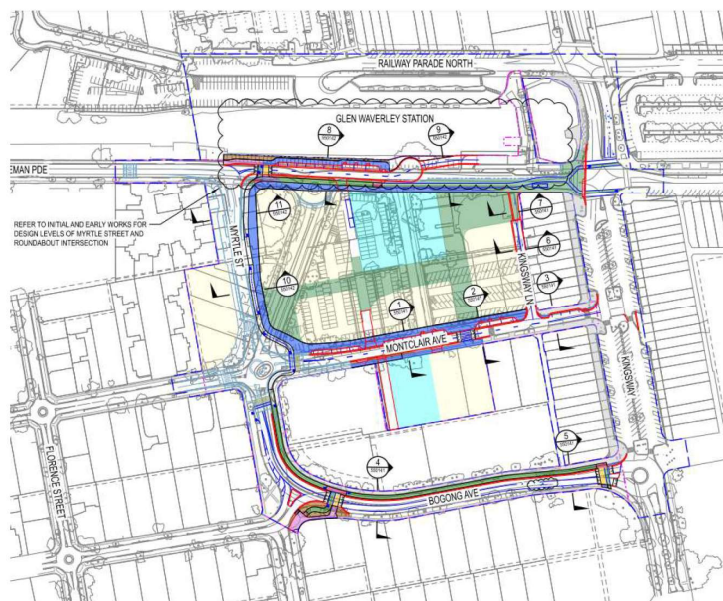 RAILWAY PARADE NORTH
GLEN WAVERLEY STATION
8
9
EMAN PDE
REFER TO INITIAL AND EARLY WORKS FOR
DESIGN LEVELS OF MYRTLE STREET AND
ROUNDABOUT INTERSECTION
11
7
MYRTLE ST
6
10
KINGSWAY LN
3
2
1
MONTCLAIR AVE
KINGSWAY
4
5
BOGONG AVE
FLORENCE STREET